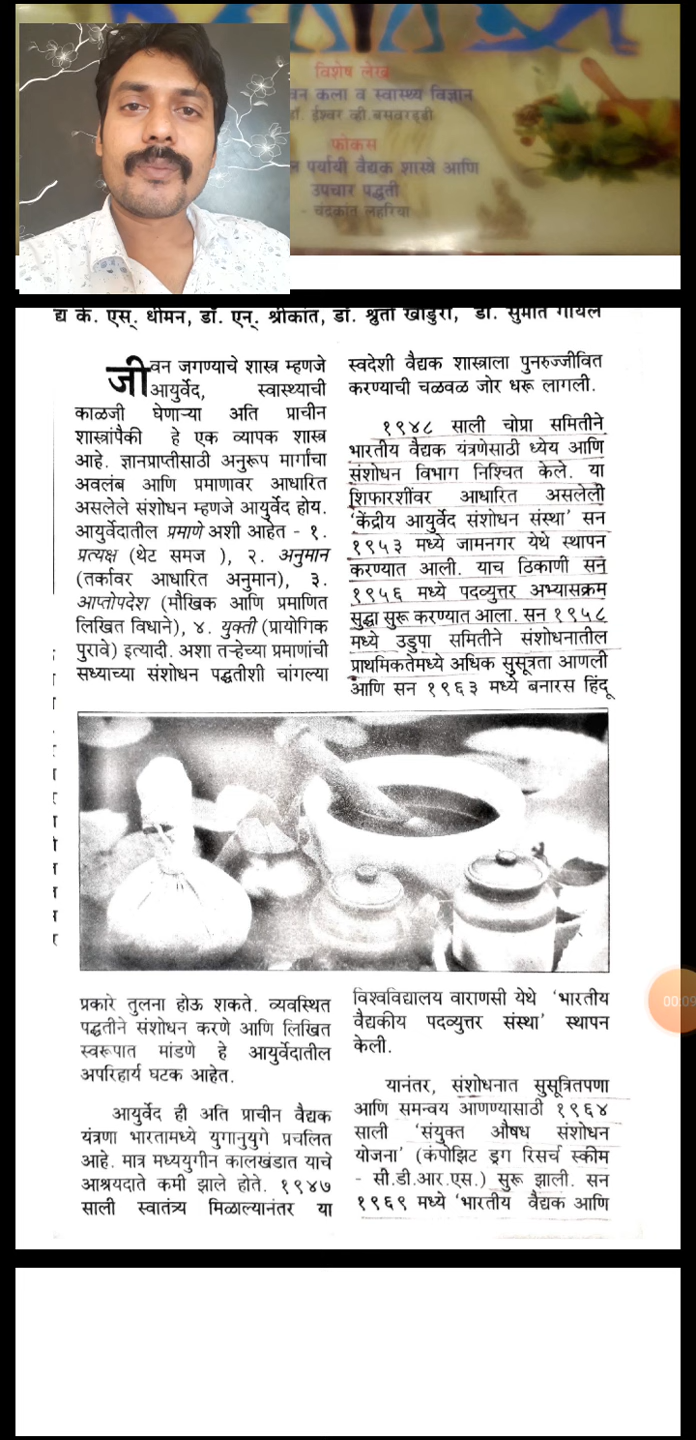 विशेष लेख
कला व स्वास्थ्य विज्ञान
ईश्वर व्ही.बसवरड्डी
फोकस
पर्यायी वैद्यक शास्त्रे आणि
उपचार पद्धती
- चंद्रकांत लहरिया
द्य के. एस्. धीमन, डॉ. एन्. श्रीकांत, डॉ. श्रुती खांडुरी, डॉ. सुमीत गोयल
जीवन जगण्याचे शास्त्र म्हणजे
आयुर्वेद, स्वास्थ्याची
काळजी घेणाऱ्या अति प्राचीन
शास्त्रांपैकी हे एक व्यापक शास्त्र
आहे. ज्ञानप्राप्तीसाठी अनुरूप मार्गाचा
अवलंब आणि प्रमाणावर आधारित
असलेले संशोधन म्हणजे आयुर्वेद होय.
आयुर्वेदातील प्रमाणे अशी आहेत - १.
प्रत्यक्ष (थेट समज ), २. अनुमान
(तर्कावर आधारित अनुमान), ३.
आप्तोपदेश (मौखिक आणि प्रमाणित
लिखित विधाने), ४. युक्ती (प्रायोगिक
पुरावे) इत्यादी. अशा तऱ्हेच्या प्रमाणांची
सध्याच्या संशोधन पद्धतीशी चांगल्या
प्रकारे तुलना होऊ शकते. व्यवस्थित
पद्धतीने संशोधन करणे आणि लिखित
स्वरूपात मांडणे हे आयुर्वेदातील
अपरिहार्य घटक आहेत.
आयुर्वेद ही अति प्राचीन वैद्यक
यंत्रणा भारतामध्ये युगानुयुगे प्रचलित
आहे. मात्र मध्ययुगीन कालखंडात याचे
आश्रयदाते कमी झाले होते. १९४७
साली स्वातंत्र्य मिळाल्यानंतर या
स्वदेशी वैद्यक शास्त्राला पुनरुज्जीवित
करण्याची चळवळ जोर धरू लागली.
१९४८ साली चोप्रा समितीने
भारतीय वैद्यक यंत्रणेसाठी ध्येय आणि
संशोधन विभाग निश्चित केले. या
शिफारशींवर आधारित असलेली
'केंद्रीय आयुर्वेद संशोधन संस्था' सन
१९५३ मध्ये जामनगर येथे स्थापन
करण्यात आली. याच ठिकाणी सन
१९५६ मध्ये पदव्युत्तर अभ्यासक्रम
सुद्धा सुरू करण्यात आला. सन १९५८
मध्ये उडुपा समितीने संशोधनातील
प्राथमिकतेमध्ये अधिक सुसूत्रता आणली
आणि सन १९६३ मध्ये बनारस हिंदू
विश्वविद्यालय वाराणसी येथे 'भारतीय
वैद्यकीय पदव्युत्तर संस्था' स्थापन
केली.
यानंतर, संशोधनात सुसूत्रितपणा
आणि समन्वय आणण्यासाठी १९६४
साली 'संयुक्त औषध संशोधन
योजना' (कंपोझिट ड्रग रिसर्च स्कीम
- सी.डी.आर.एस.) सुरू झाली. सन
१९६९ मध्ये 'भारतीय वैद्यक आणि
00:09